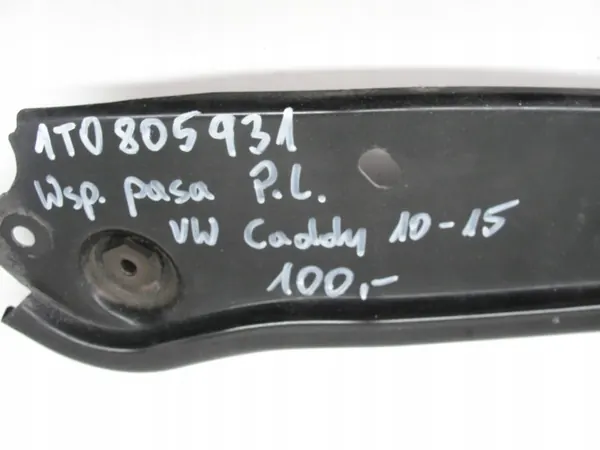 1T0805931
Wsp. pasa P.L.
VW Caddy 10-15
100,-